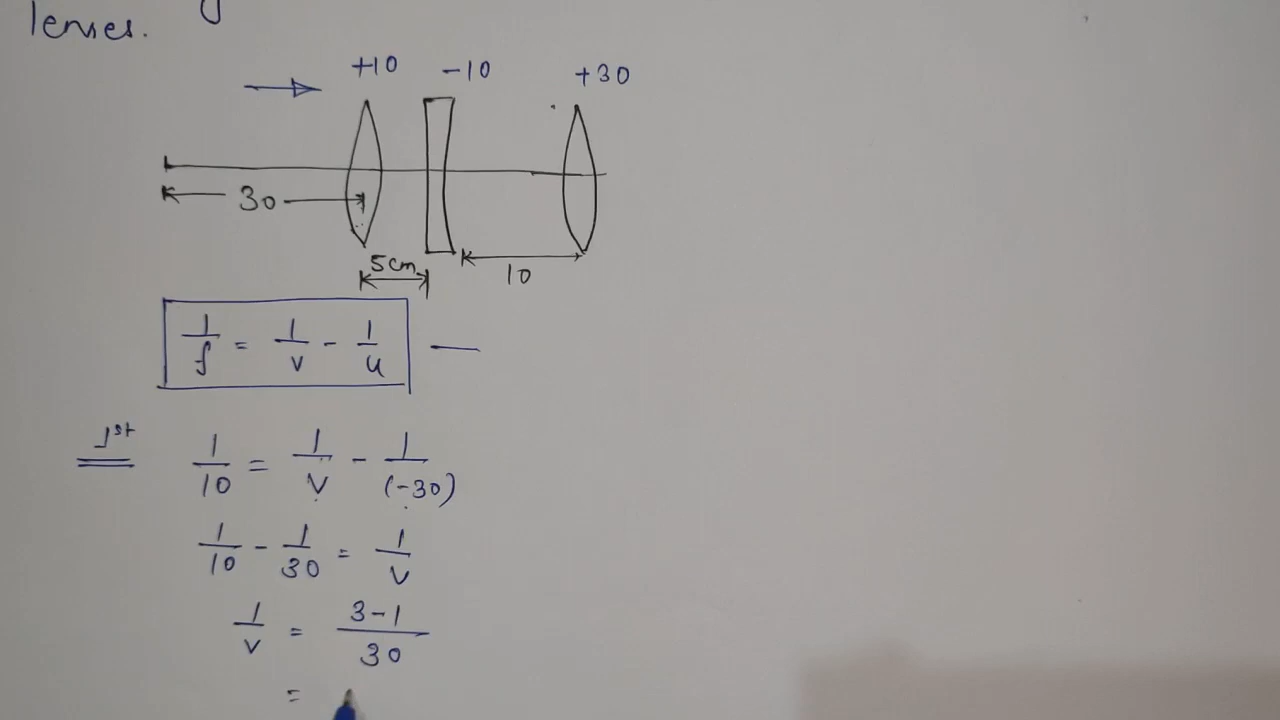 lenses.
+10 -10 +30
30
5cm
10
1/f = 1/v - 1/u —
1st 1/10 = 1/v - 1/(-30)
1/10 - 1/30 = 1/v
1/v = 3-1/30
=